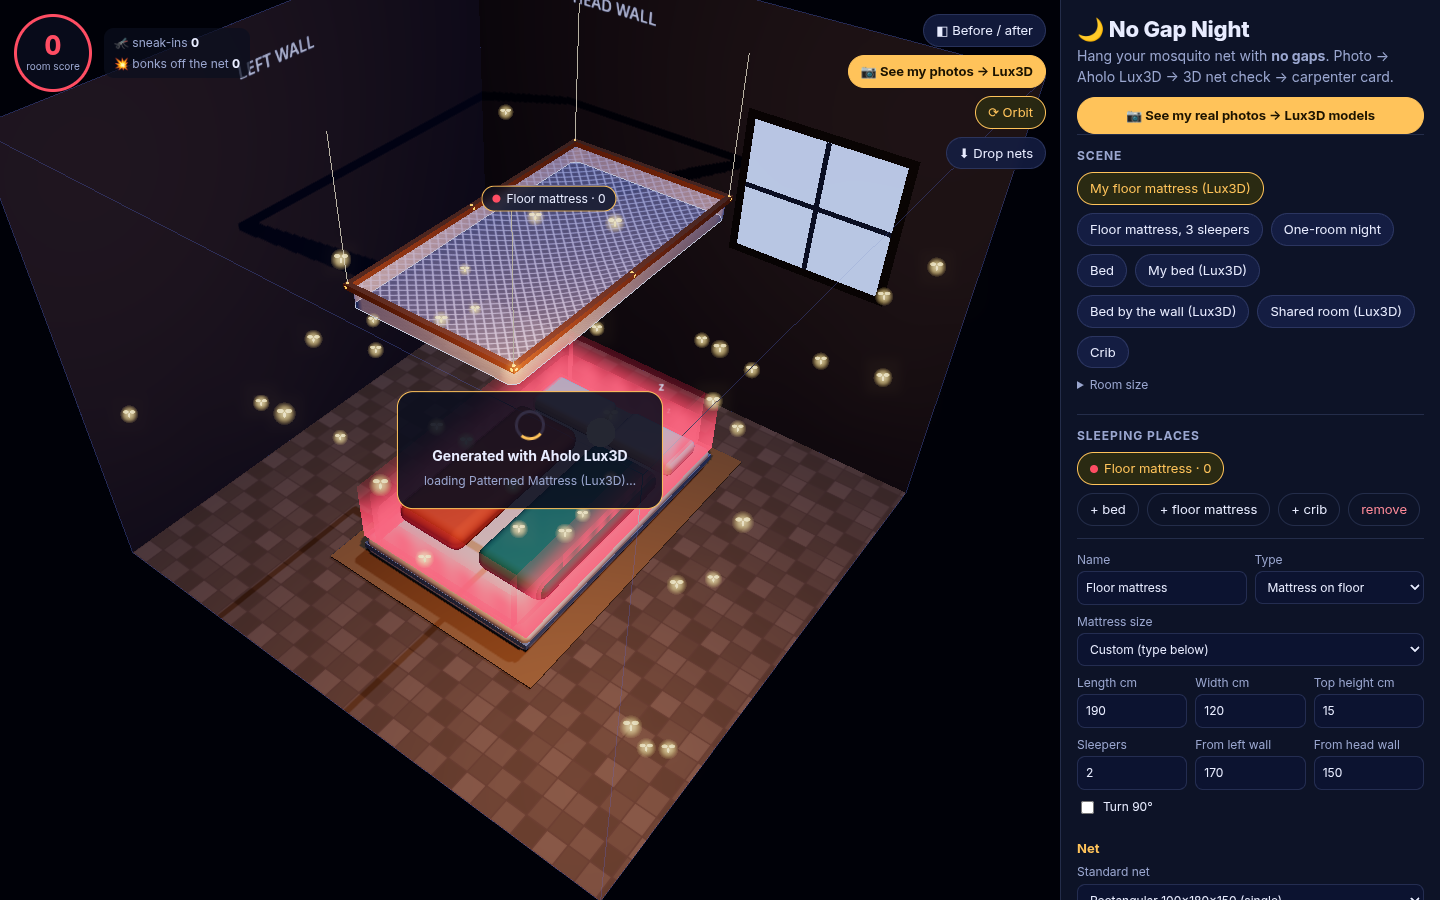 0
room score
sneak-ins 0
bonks off the net 0
LEFT WALL
HEAD WALL
Before / after
See my photos → Lux3D
Orbit
Drop nets
Floor mattress · 0
z
Generated with Aholo Lux3D
loading Patterned Mattress (Lux3D)...
No Gap Night
Hang your mosquito net with no gaps. Photo →
Aholo Lux3D → 3D net check → carpenter card.
See my real photos → Lux3D models
SCENE
My floor mattress (Lux3D)
Floor mattress, 3 sleepers
One-room night
Bed
My bed (Lux3D)
Bed by the wall (Lux3D)
Shared room (Lux3D)
Crib
Room size
SLEEPING PLACES
Floor mattress · 0
+ bed
+ floor mattress
+ crib
remove
Name
Type
Floor mattress
Mattress on floor
Mattress size
Custom (type below)
Length cm
Width cm
Top height cm
190
120
15
Sleepers
From left wall
From head wall
2
170
150
Turn 90°
Net
Standard net
Rectangular 100x180x150 (single)